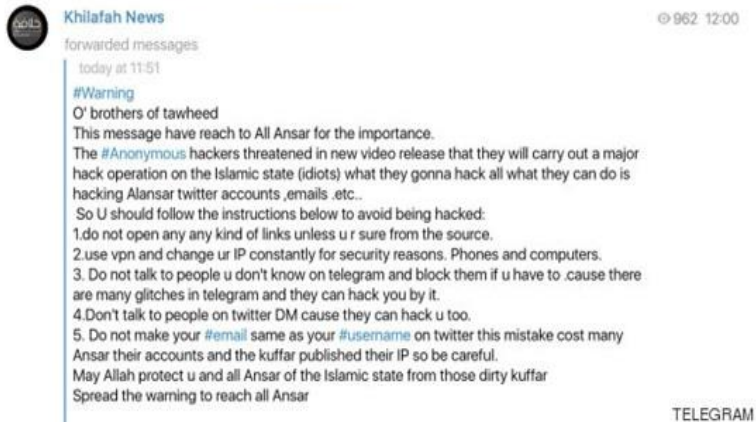 Khilafah News
962 12:00
forwarded messages
today at 11:51
#Warning
O' brothers of tawheed
This message have reach to All Ansar for the importance.
The #Anonymous hackers threatened in new video release that they will carry out a major
hack operation on the Islamic state (idiots) what they gonna hack all what they can do is
hacking Alansar twitter accounts ,emails .etc..
So U should follow the instructions below to avoid being hacked:
1.do not open any any kind of links unless u r sure from the source.
2.use vpn and change ur IP constantly for security reasons. Phones and computers.
3. Do not talk to people u don't know on telegram and block them if u have to .cause there
are many glitches in telegram and they can hack you by it.
4.Don't talk to people on twitter DM cause they can hack u too.
5. Do not make your #email same as your #username on twitter this mistake cost many
Ansar their accounts and the kuffar published their IP so be careful.
May Allah protect u and all Ansar of the Islamic state from those dirty kuffar
Spread the warning to reach all Ansar
TELEGRAM